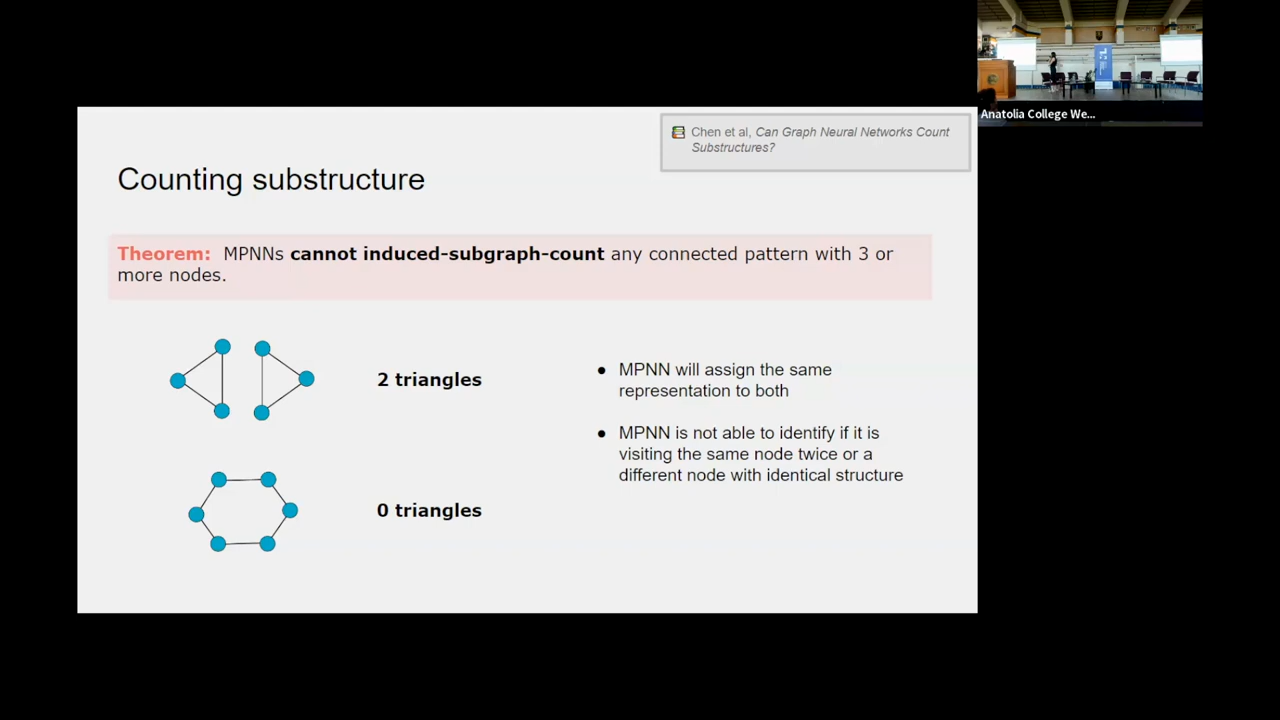 Anatolia College We...
Chen et al, Can Graph Neural Networks Count
Substructures?
Counting substructure
Theorem: MPNNs cannot induced-subgraph-count any connected pattern with 3 or
more nodes.
2 triangles
0 triangles
● MPNN will assign the same
representation to both
● MPNN is not able to identify if it is
visiting the same node twice or a
different node with identical structure